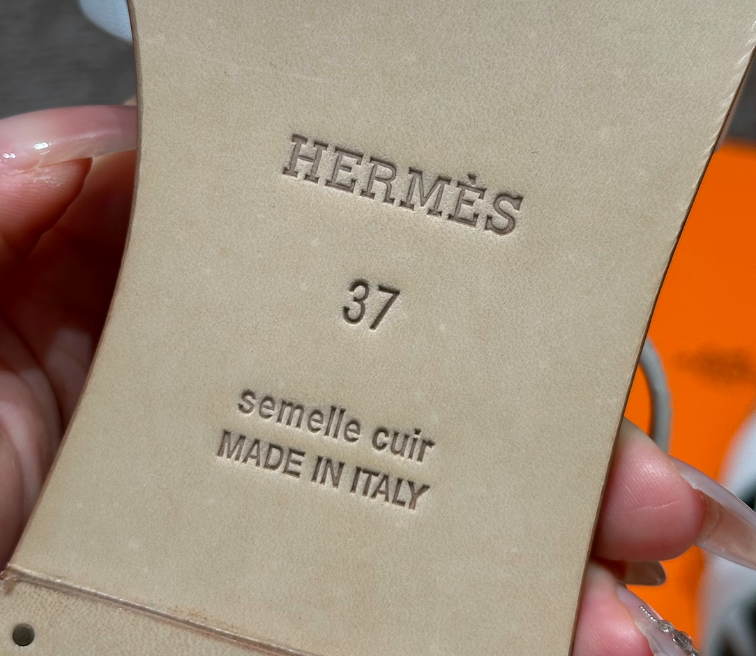 HERMÈS
37
semelle cuir
MADE IN ITALY